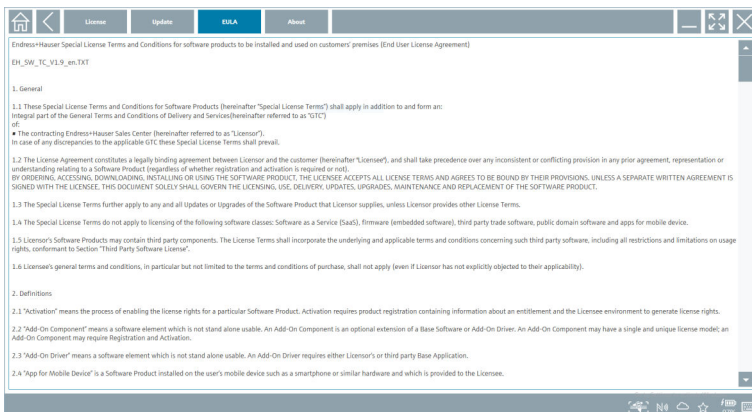 License
Update
EULA
About
Endress+Hauser Special License Terms and Conditions for software products to be installed and used on customers' premises (End User License Agreement)
EH_SW_TC_V1.9_en.TXT
1. General
1.1 These Special License Terms and Conditions for Software Products (hereinafter "Special License Terms") shall apply in addition to and form an:
Integral part of the General Terms and Conditions of Delivery and Services(hereinafter referred to as "GTC")
of:
■ The contracting Endress+Hauser Sales Center (hereinafter referred to as "Licensor").
In case of any discrepancies to the applicable GTC these Special License Terms shall prevail.
1.2 The License Agreement constitutes a legally binding agreement between Licensor and the customer (hereinafter "Licensee"), and shall take precedence over any inconsistent or conflicting provision in any prior agreement, representation or
understanding relating to a Software Product (regardless of whether registration and activation is required or not).
BY ORDERING, ACCESSING, DOWNLOADING, INSTALLING OR USING THE SOFTWARE PRODUCT, THE LICENSEE ACCEPTS ALL LICENSE TERMS AND AGREES TO BE BOUND BY THEIR PROVISIONS. UNLESS A SEPARATE WRITTEN AGREEMENT IS
SIGNED WITH THE LICENSEE, THIS DOCUMENT SOLELY SHALL GOVERN THE LICENSING, USE, DELIVERY, UPDATES, UPGRADES, MAINTENANCE AND REPLACEMENT OF THE SOFTWARE PRODUCT.
1.3 The Special License Terms further apply to any and all Updates or Upgrades of the Software Product that Licensor supplies, unless Licensor provides other License Terms.
1.4 The Special License Terms do not apply to licensing of the following software classes: Software as a Service (SaaS), firmware (embedded software), third party trade software, public domain software and apps for mobile device.
1.5 Licensor's Software Products may contain third party components. The License Terms shall incorporate the underlying and applicable terms and conditions concerning such third party software, including all restrictions and limitations on usage
rights, conformant to Section "Third Party Software License".
1.6 Licensee's general terms and conditions, in particular but not limited to the terms and conditions of purchase, shall not apply (even if Licensor has not explicitly objected to their applicability).
2. Definitions
2.1 "Activation" means the process of enabling the license rights for a particular Software Product. Activation requires product registration containing information about an entitlement and the Licensee environment to generate license rights.
2.2 "Add-On Component" means a software element which is not stand alone usable. An Add-On Component is an optional extension of a Base Software or Add-On Driver. An Add-On Component may have a single and unique license model; an
Add-On Component may require Registration and Activation.
2.3 "Add-On Driver" means a software element which is not stand alone usable. An Add-On Driver requires either Licensor's or third party Base Application.
2.4 "App for Mobile Device" is a Software Product installed on the user's mobile device such as a smartphone or similar hardware and which is provided to the Licensee.